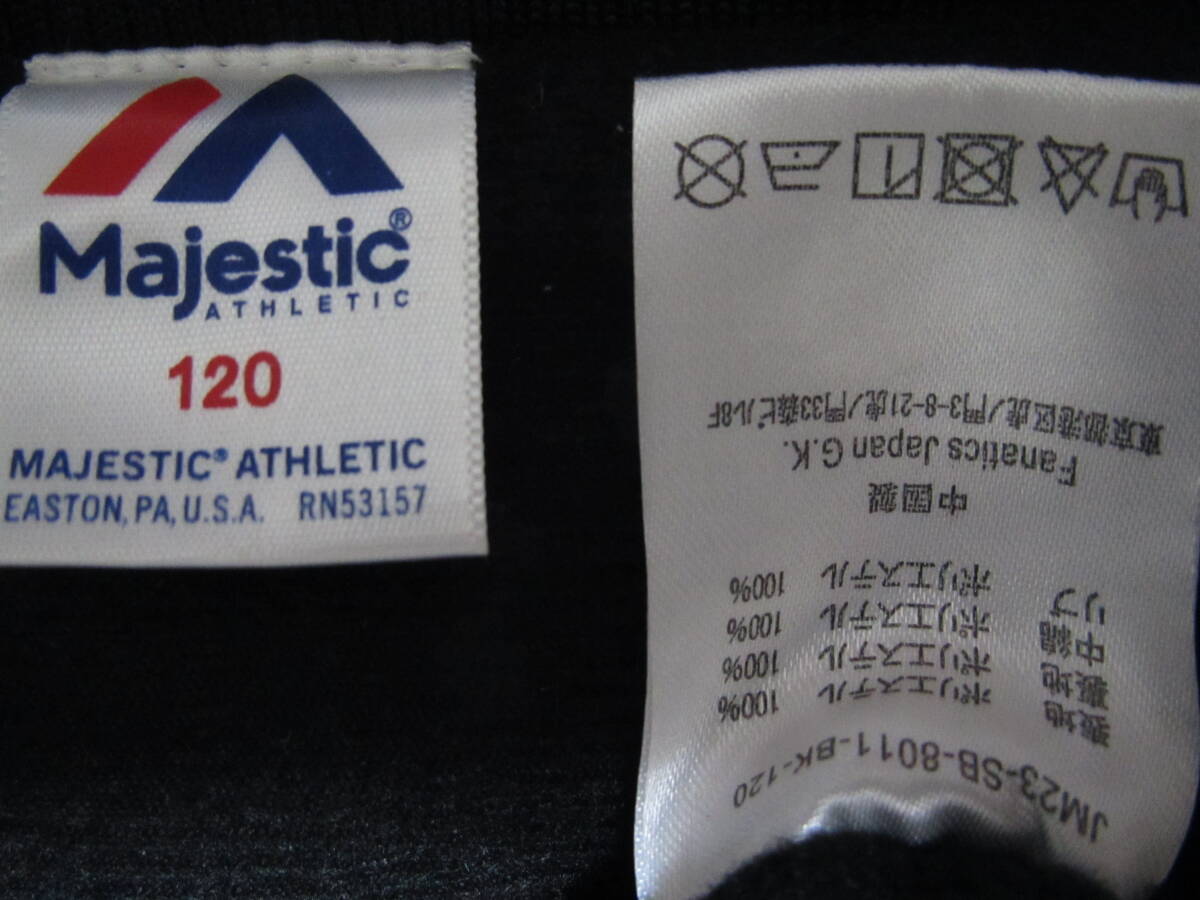 Majestic®
ATHLETIC
120
MAJESTIC® ATHLETIC
EASTON, PA, U.S.A. RN53157
JM23-SB-8011-BK-120
表地 ポリエステル 100%
裏地 ポリエステル 100%
中綿 ポリエステル 100%
リブ ポリエステル 100%
中国製
Fanatics Japan G.K.
東京都港区虎ノ門3-8-21虎ノ門33森ビル8F